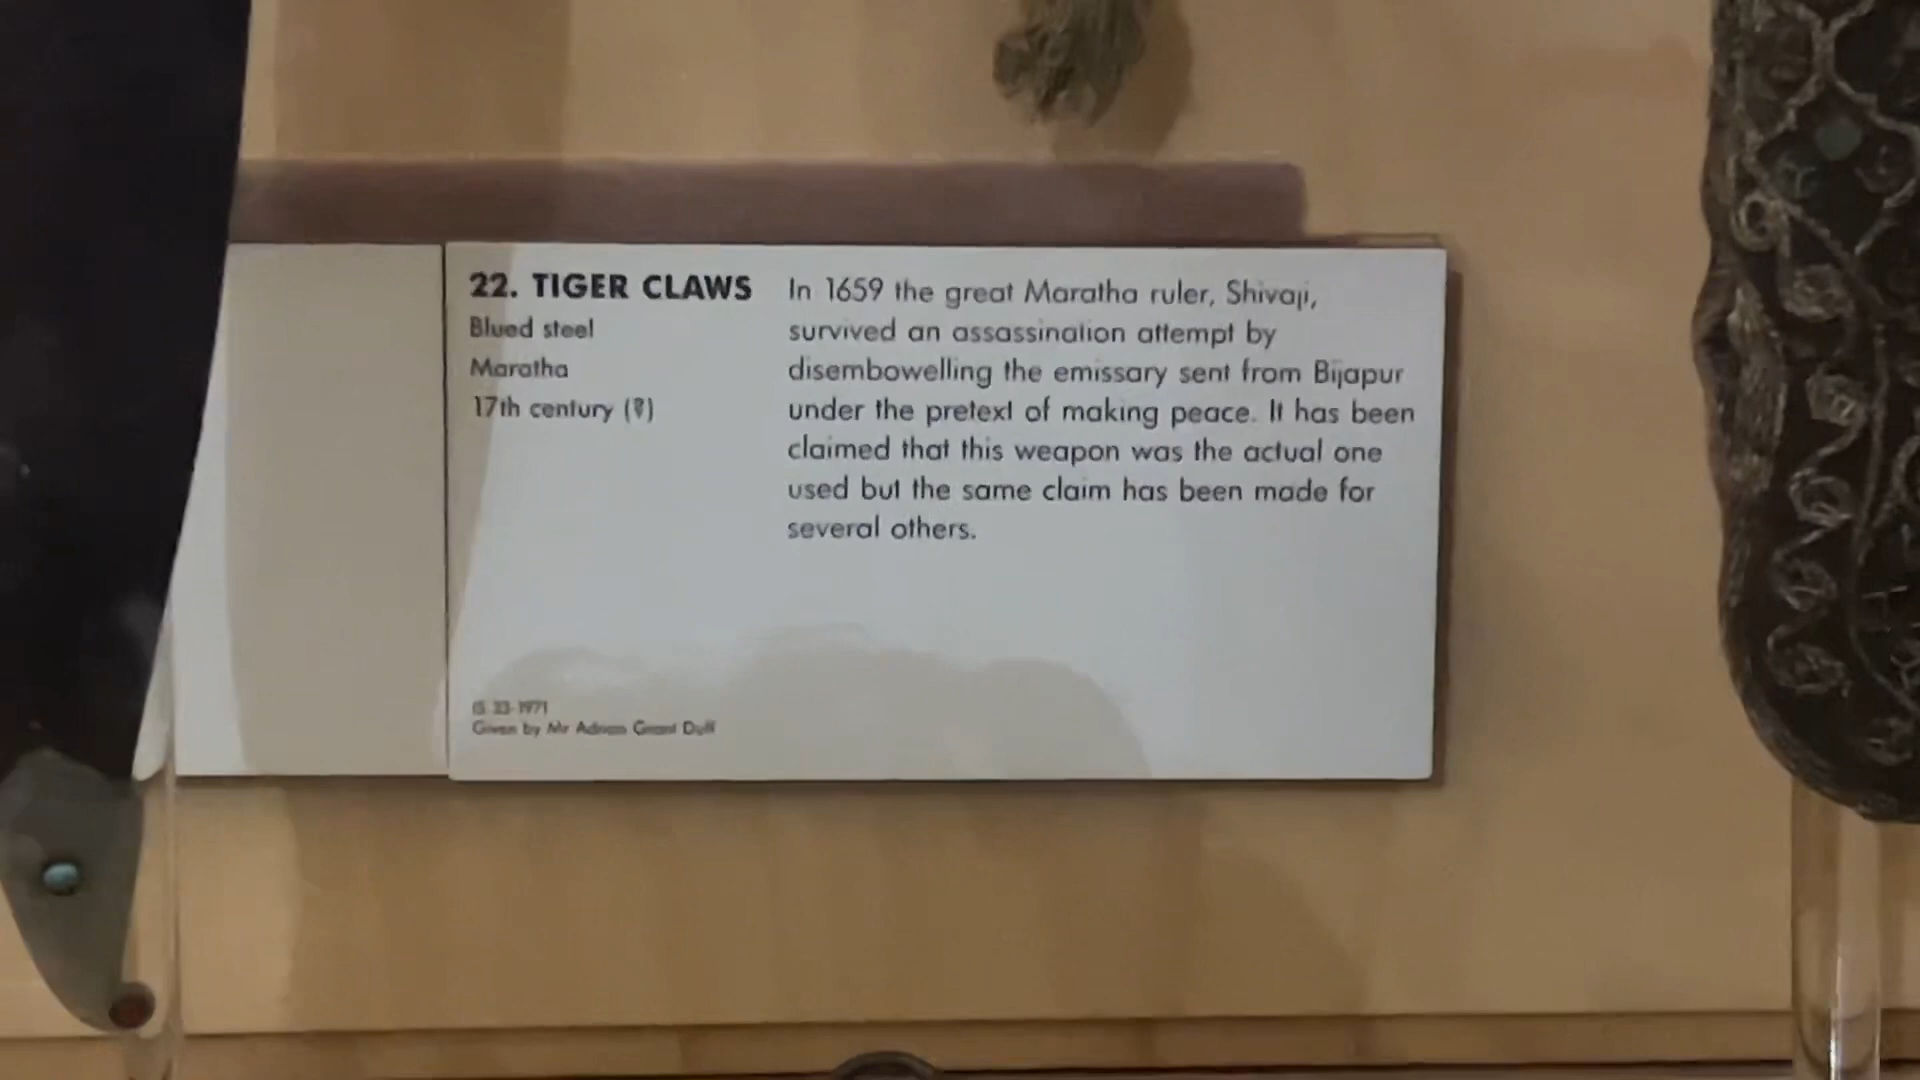 22. TIGER CLAWS
Blued steel
Maratha
17th century (?)
In 1659 the great Maratha ruler, Shivaji,
survived an assassination attempt by
disembowelling the emissary sent from Bijapur
under the pretext of making peace. It has been
claimed that this weapon was the actual one
used but the same claim has been made for
several others.
IS 33-1971
Given by Mr Adrian Grant Duff